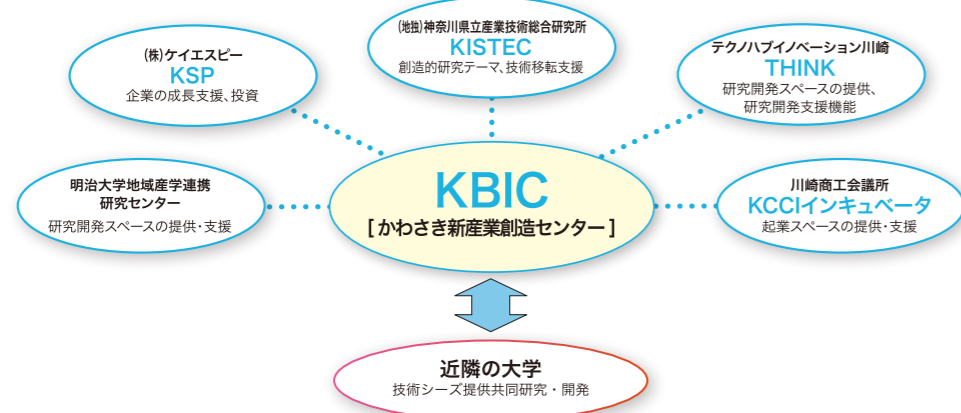 (地独)神奈川県立産業技術総合研究所
KISTEC
創造的研究テーマ、技術移転支援
(株)ケイエスピー
KSP
企業の成長支援、投資
テクノハブイノベーション川崎
THINK
研究開発スペースの提供、
研究開発支援機能
明治大学地域産学連携
研究センター
研究開発スペースの提供・支援
KBIC
[かわさき新産業創造センター]
川崎商工会議所
KCCIインキュベータ
起業スペースの提供・支援
近隣の大学
技術シーズ提供共同研究・開発